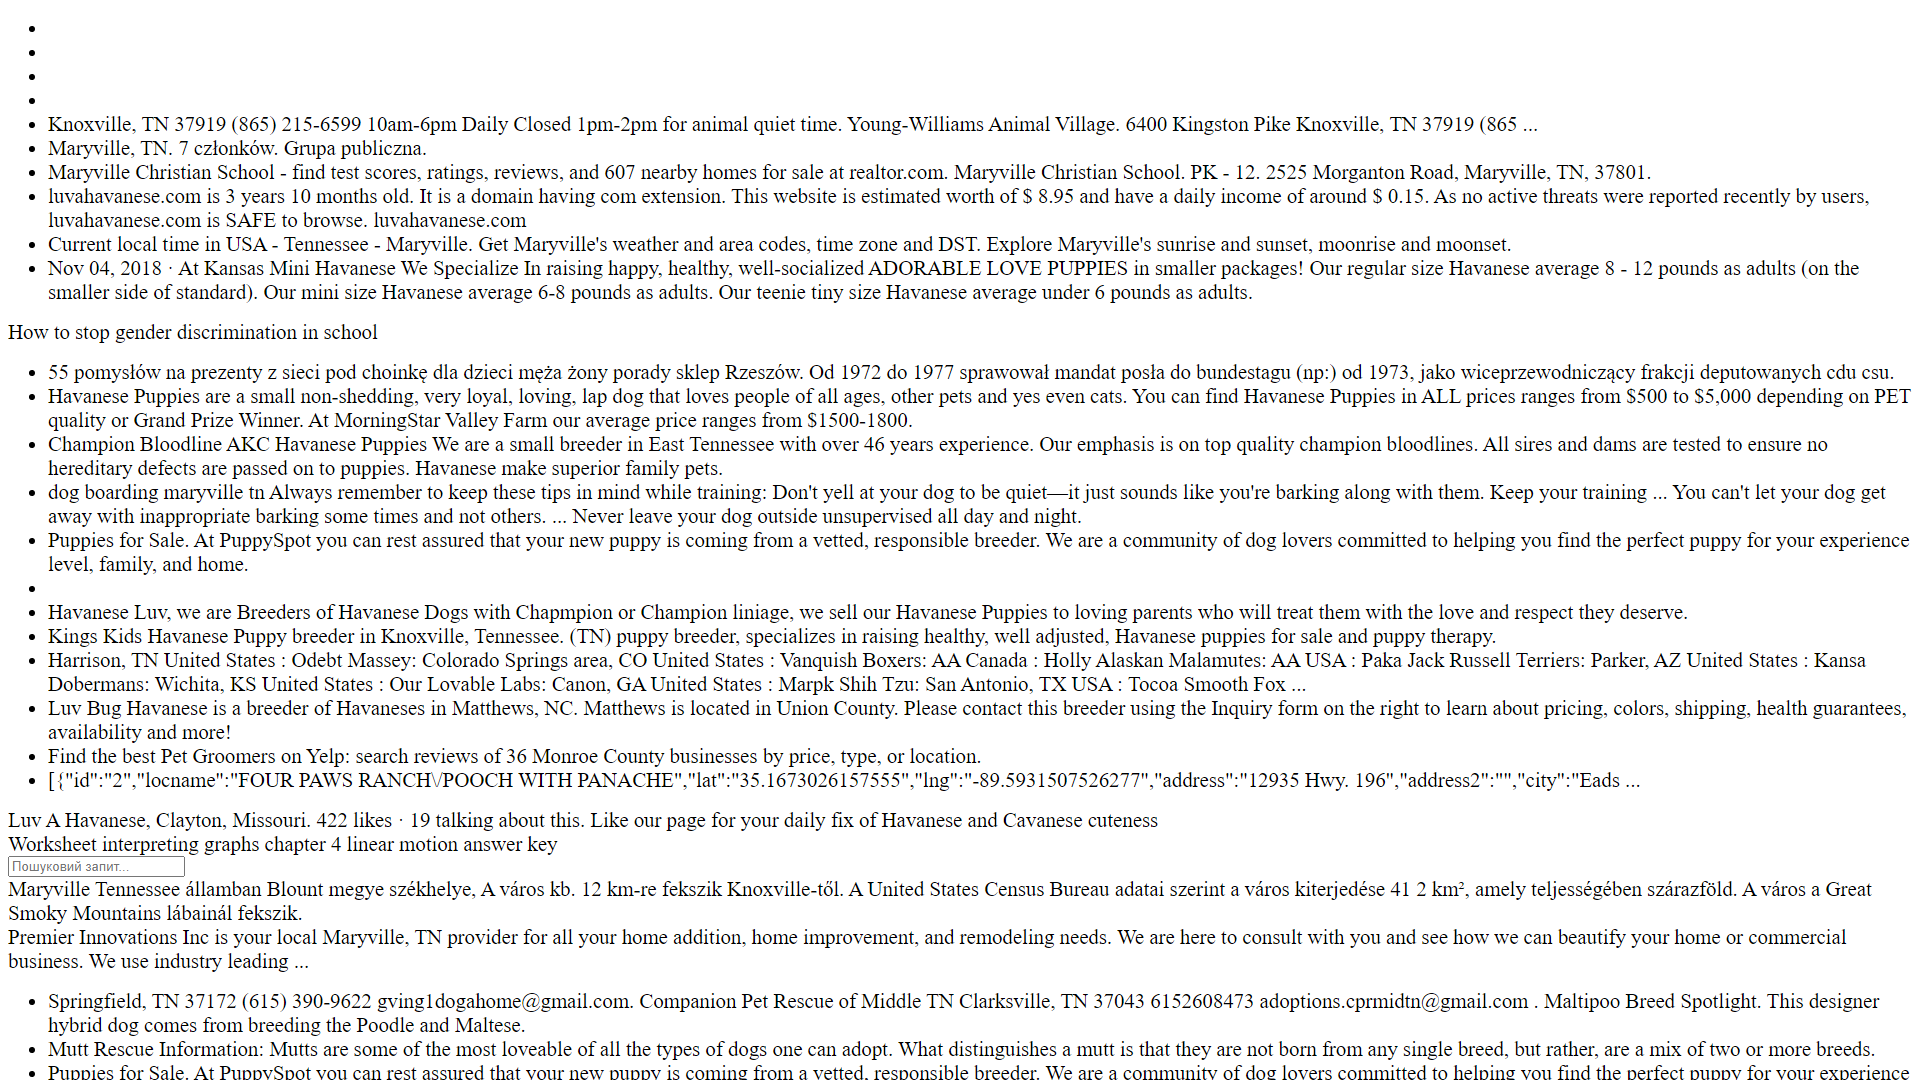 Knoxville, TN 37919 (865) 215-6599 10am-6pm Daily Closed 1pm-2pm for animal quiet time. Young-Williams Animal Village. 6400 Kingston Pike Knoxville, TN 37919 (865 ...
Maryville, TN. 7 członków. Grupa publiczna.
Maryville Christian School - find test scores, ratings, reviews, and 607 nearby homes for sale at realtor.com. Maryville Christian School. PK - 12. 2525 Morganton Road, Maryville, TN, 37801.
luvahavanese.com is 3 years 10 months old. It is a domain having com extension. This website is estimated worth of $ 8.95 and have a daily income of around $ 0.15. As no active threats were reported recently by users,
luvahavanese.com is SAFE to browse. luvahavanese.com
Current local time in USA - Tennessee - Maryville. Get Maryville's weather and area codes, time zone and DST. Explore Maryville's sunrise and sunset, moonrise and moonset.
Nov 04, 2018 · At Kansas Mini Havanese We Specialize In raising happy, healthy, well-socialized ADORABLE LOVE PUPPIES in smaller packages! Our regular size Havanese average 8 - 12 pounds as adults (on the
smaller side of standard). Our mini size Havanese average 6-8 pounds as adults. Our teenie tiny size Havanese average under 6 pounds as adults.
How to stop gender discrimination in school
55 pomysłów na prezenty z sieci pod choinkę dla dzieci męża żony porady sklep Rzeszów. Od 1972 do 1977 sprawował mandat posła do bundestagu (np:) od 1973, jako wiceprzewodniczący frakcji deputowanych cdu csu.
Havanese Puppies are a small non-shedding, very loyal, loving, lap dog that loves people of all ages, other pets and yes even cats. You can find Havanese Puppies in ALL prices ranges from $500 to $5,000 depending on PET
quality or Grand Prize Winner. At MorningStar Valley Farm our average price ranges from $1500-1800.
Champion Bloodline AKC Havanese Puppies We are a small breeder in East Tennessee with over 46 years experience. Our emphasis is on top quality champion bloodlines. All sires and dams are tested to ensure no
hereditary defects are passed on to puppies. Havanese make superior family pets.
dog boarding maryville tn Always remember to keep these tips in mind while training: Don't yell at your dog to be quiet—it just sounds like you're barking along with them. Keep your training ... You can't let your dog get
away with inappropriate barking some times and not others. ... Never leave your dog outside unsupervised all day and night.
Puppies for Sale. At PuppySpot you can rest assured that your new puppy is coming from a vetted, responsible breeder. We are a community of dog lovers committed to helping you find the perfect puppy for your experience
level, family, and home.
Havanese Luv, we are Breeders of Havanese Dogs with Chapmpion or Champion liniage, we sell our Havanese Puppies to loving parents who will treat them with the love and respect they deserve.
Kings Kids Havanese Puppy breeder in Knoxville, Tennessee. (TN) puppy breeder, specializes in raising healthy, well adjusted, Havanese puppies for sale and puppy therapy.
Harrison, TN United States : Odebt Massey: Colorado Springs area, CO United States : Vanquish Boxers: AA Canada : Holly Alaskan Malamutes: AA USA : Paka Jack Russell Terriers: Parker, AZ United States : Kansa
Dobermans: Wichita, KS United States : Our Lovable Labs: Canon, GA United States : Marpk Shih Tzu: San Antonio, TX USA : Tocoa Smooth Fox ...
Luv Bug Havanese is a breeder of Havaneses in Matthews, NC. Matthews is located in Union County. Please contact this breeder using the Inquiry form on the right to learn about pricing, colors, shipping, health guarantees,
availability and more!
Find the best Pet Groomers on Yelp: search reviews of 36 Monroe County businesses by price, type, or location.
[{"id":"2","locname":"FOUR PAWS RANCH\/POOCH WITH PANACHE","lat":"35.1673026157555","lng":"-89.5931507526277","address":"12935 Hwy. 196","address2":"","city":"Eads ...
Luv A Havanese, Clayton, Missouri. 422 likes · 19 talking about this. Like our page for your daily fix of Havanese and Cavanese cuteness
Worksheet interpreting graphs chapter 4 linear motion answer key
Пошуковий запит...
Maryville Tennessee államban Blount megye székhelye, A város kb. 12 km-re fekszik Knoxville-től. A United States Census Bureau adatai szerint a város kiterjedése 41 2 km², amely teljességében szárazföld. A város a Great
Smoky Mountains lábainál fekszik.
Premier Innovations Inc is your local Maryville, TN provider for all your home addition, home improvement, and remodeling needs. We are here to consult with you and see how we can beautify your home or commercial
business. We use industry leading ...
Springfield, TN 37172 (615) 390-9622 gving1dogahome@gmail.com. Companion Pet Rescue of Middle TN Clarksville, TN 37043 6152608473 adoptions.cprmidtn@gmail.com . Maltipoo Breed Spotlight. This designer
hybrid dog comes from breeding the Poodle and Maltese.
Mutt Rescue Information: Mutts are some of the most loveable of all the types of dogs one can adopt. What distinguishes a mutt is that they are not born from any single breed, but rather, are a mix of two or more breeds.
Puppies for Sale. At PuppySpot you can rest assured that your new puppy is coming from a vetted, responsible breeder. We are a community of dog lovers committed to helping you find the perfect puppy for your experience